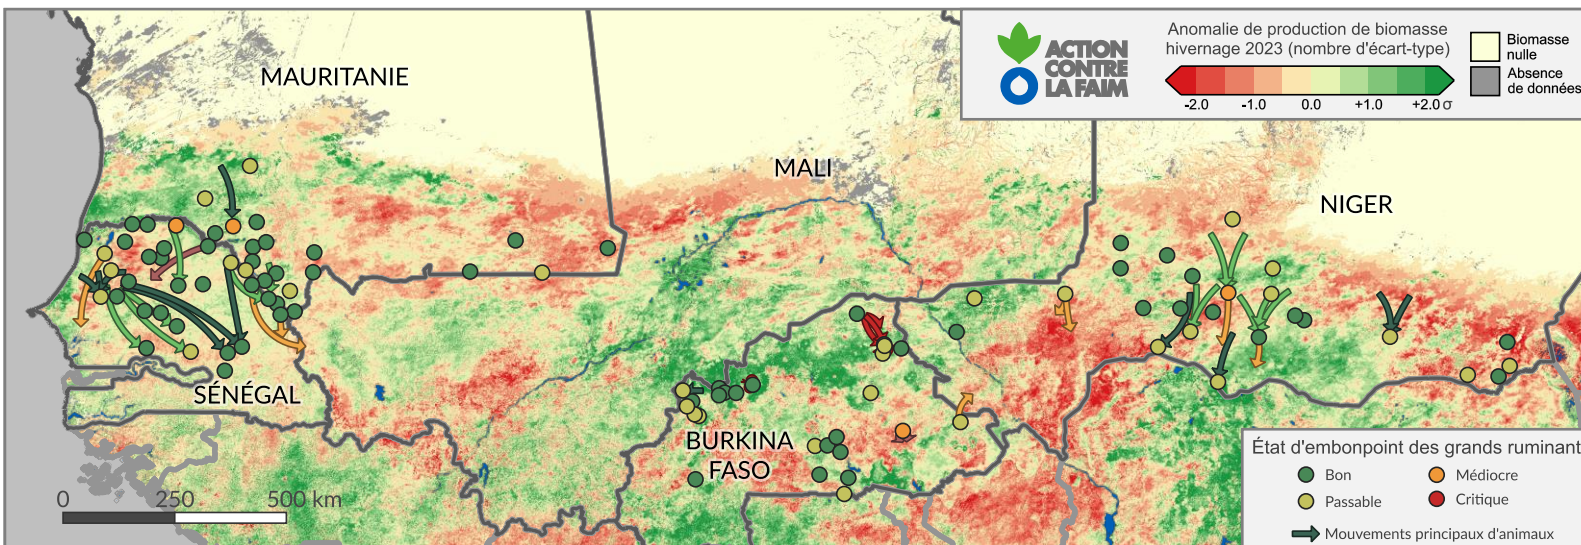 MAURITANIE
MALI
NIGER
SÉNÉGAL
BURKINA
FASO
0 250 500 km
ACTION
CONTRE
LA FAIM
Anomalie de production de biomasse
hivernage 2023 (nombre d'écart-type)
-2.0 -1.0 0.0 +1.0 +2.0 σ
Biomasse
nulle
Absence
de données
État d'embonpoint des grands ruminant
Bon
Médiocre
Passable
Critique
Mouvements principaux d'animaux